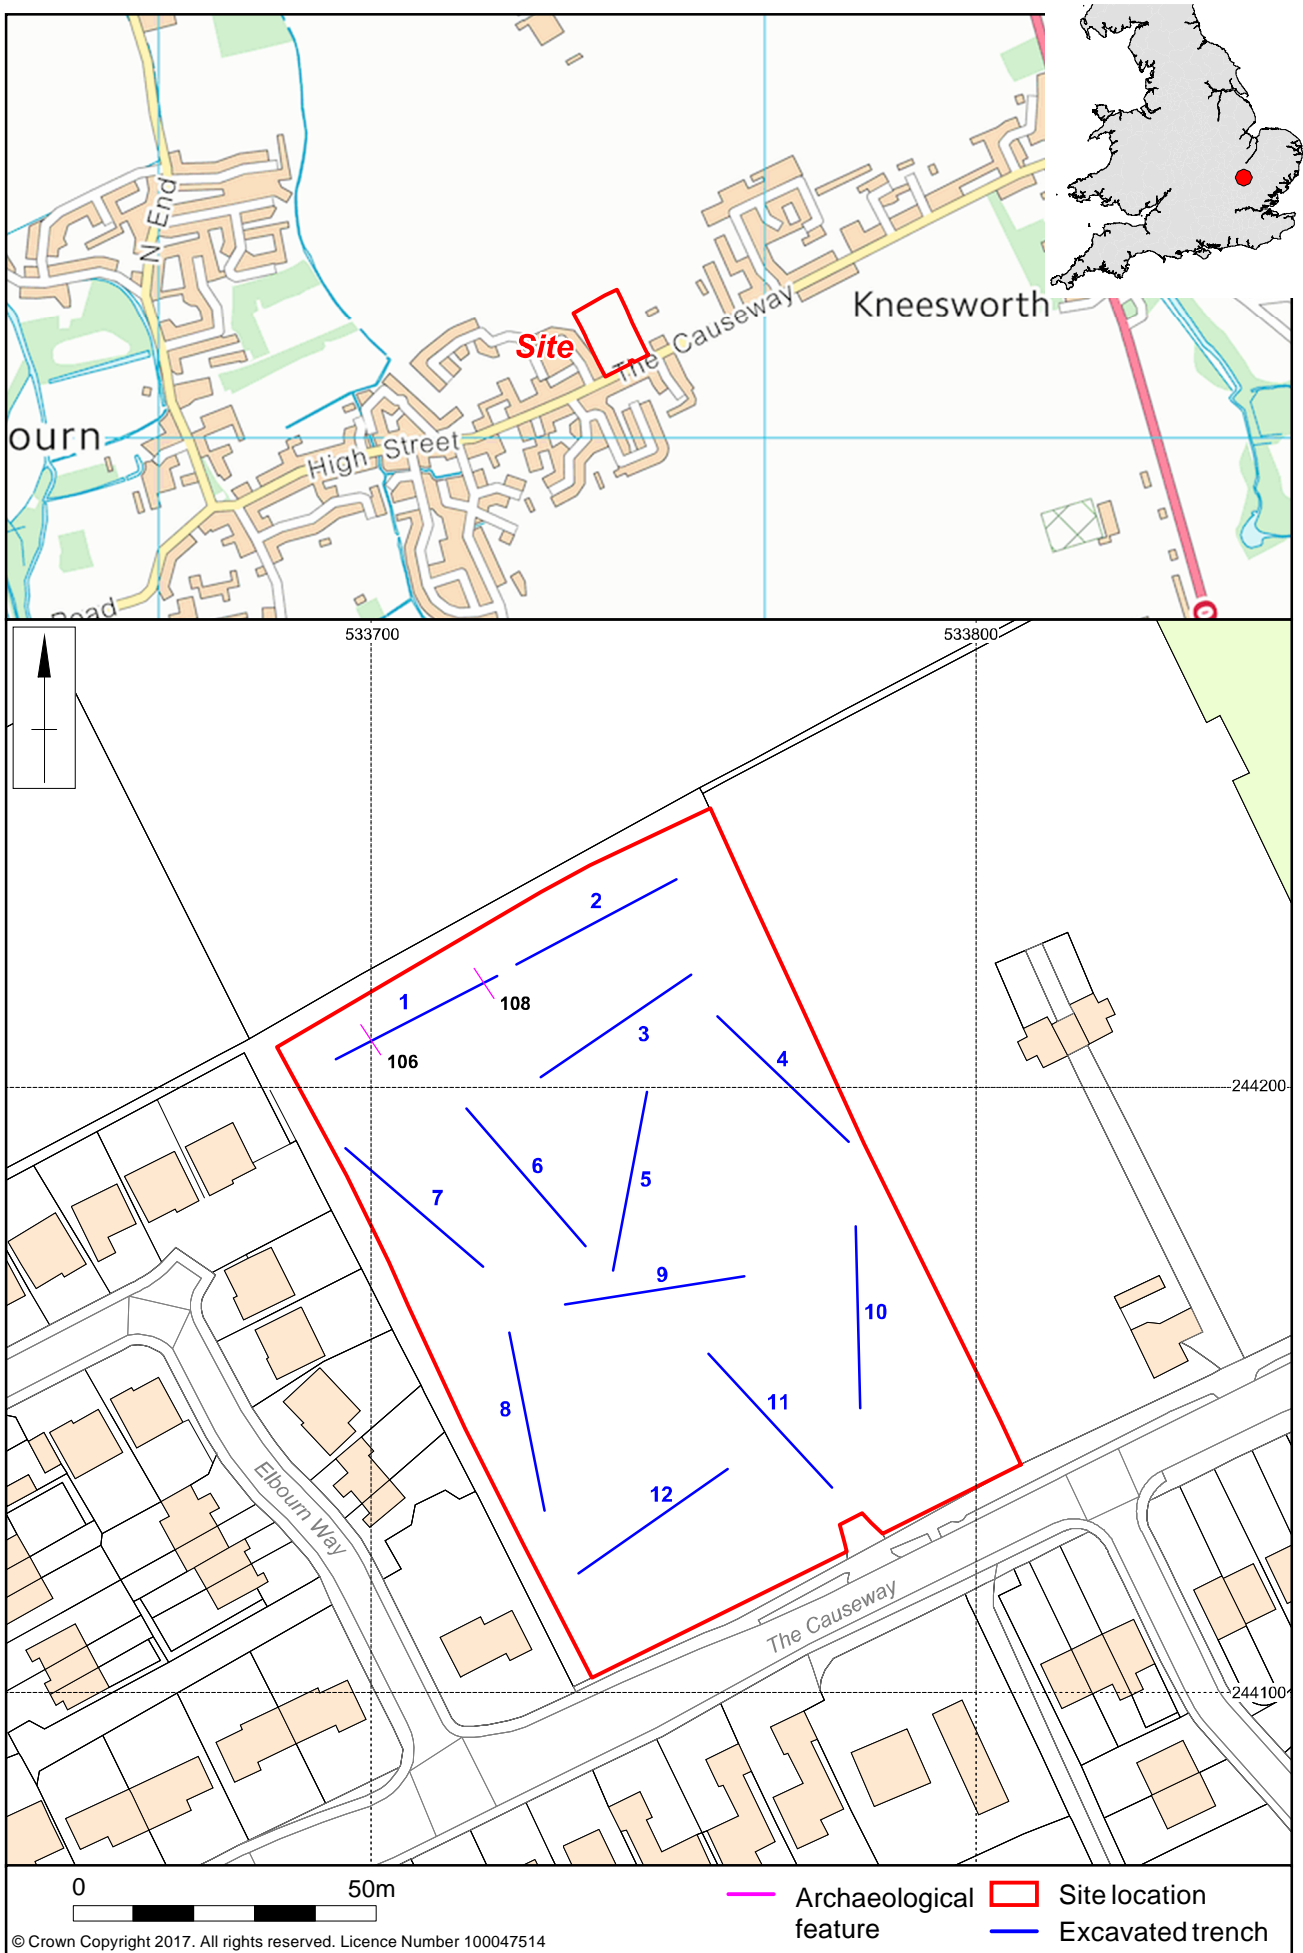 N End
Site
The Causeway
Kneesworth
ourn
High Street
Road
533700
533800
2
1
108
3
106
4
244200
6
5
7
9
10
8
11
12
Elbourn Way
The Causeway
244100
0 50m
Archaeological
feature
Site location
Excavated trench
© Crown Copyright 2017. All rights reserved. Licence Number 100047514